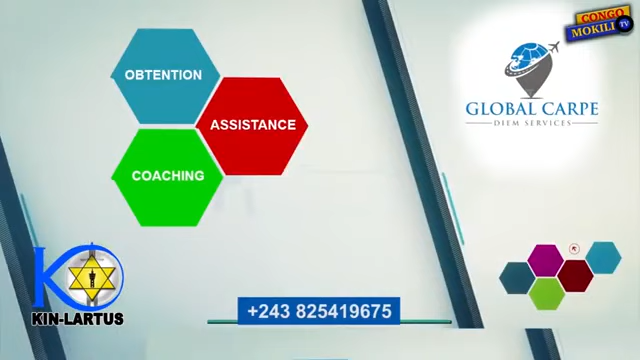 CONGO
MOKILI TV
OBTENTION
ASSISTANCE
COACHING
GLOBAL CARPE
DIEM SERVICES
KIN-LARTUS
+243 825419675